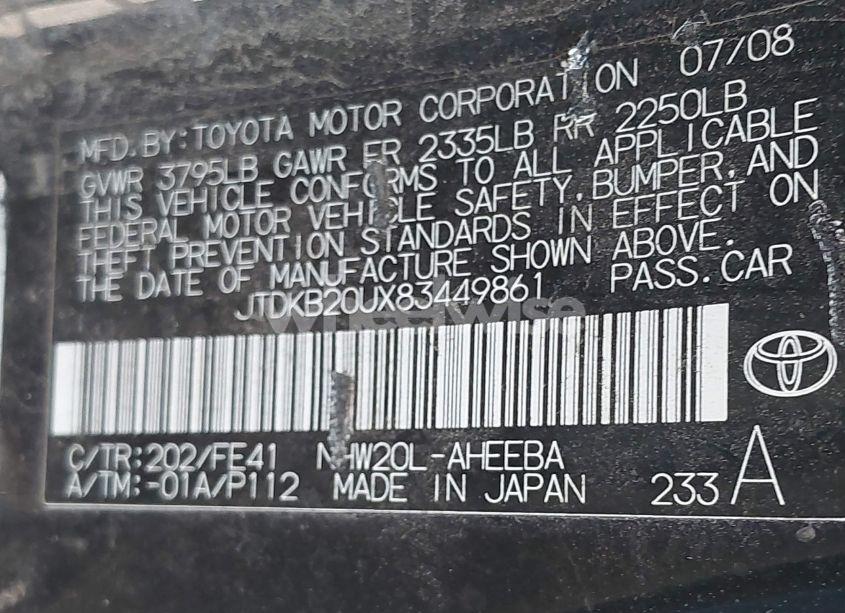 MFD. BY: TOYOTA MOTOR CORPORATION 07/08
GVWR 3795LB GAWR FR 2335LB RR 2250LB
THIS VEHICLE CONFORMS TO ALL APPLICABLE
FEDERAL MOTOR VEHICLE SAFETY, BUMPER, AND
THEFT PREVENTION STANDARDS IN EFFECT ON
THE DATE OF MANUFACTURE SHOWN ABOVE.
JTDKB20UX83449861 PASS.CAR
Wheelwise
C/TR:202/FE41 NHW20L-AHEEBA
A/TM:-01A/P112 MADE IN JAPAN 233 A